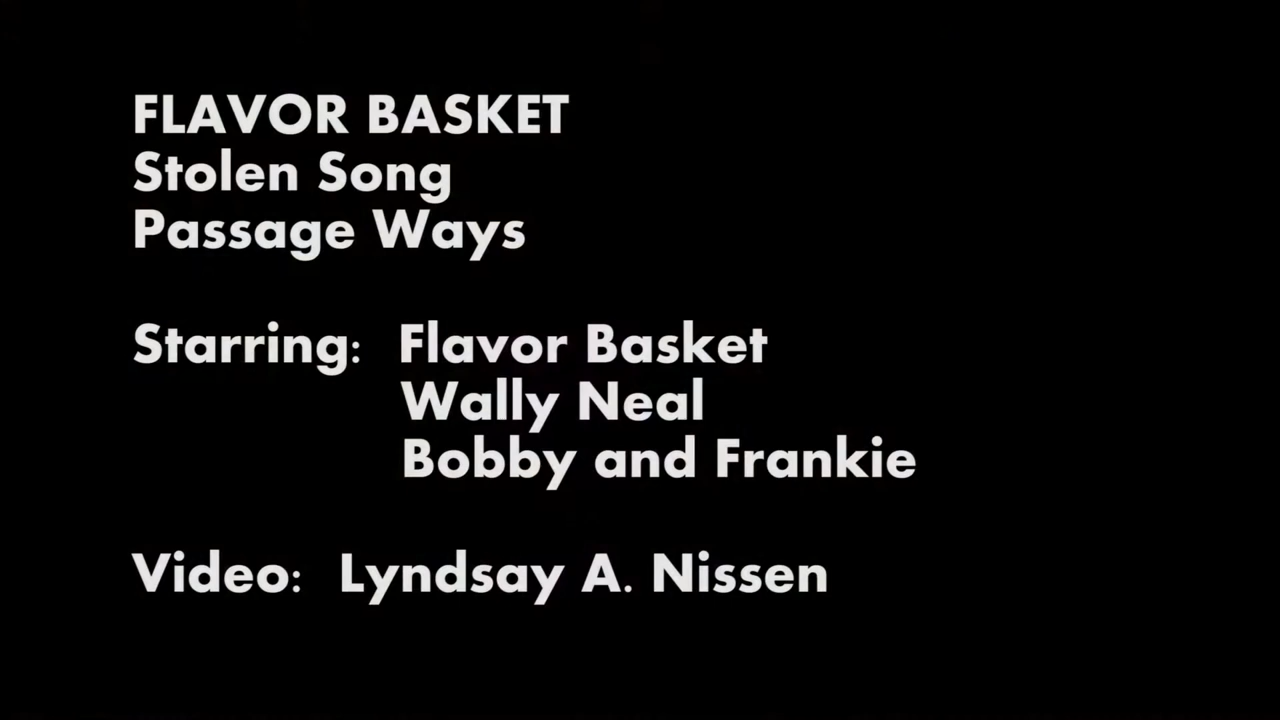 FLAVOR BASKET
Stolen Song
Passage Ways
Starring: Flavor Basket
Wally Neal
Bobby and Frankie
Video: Lyndsay A. Nissen